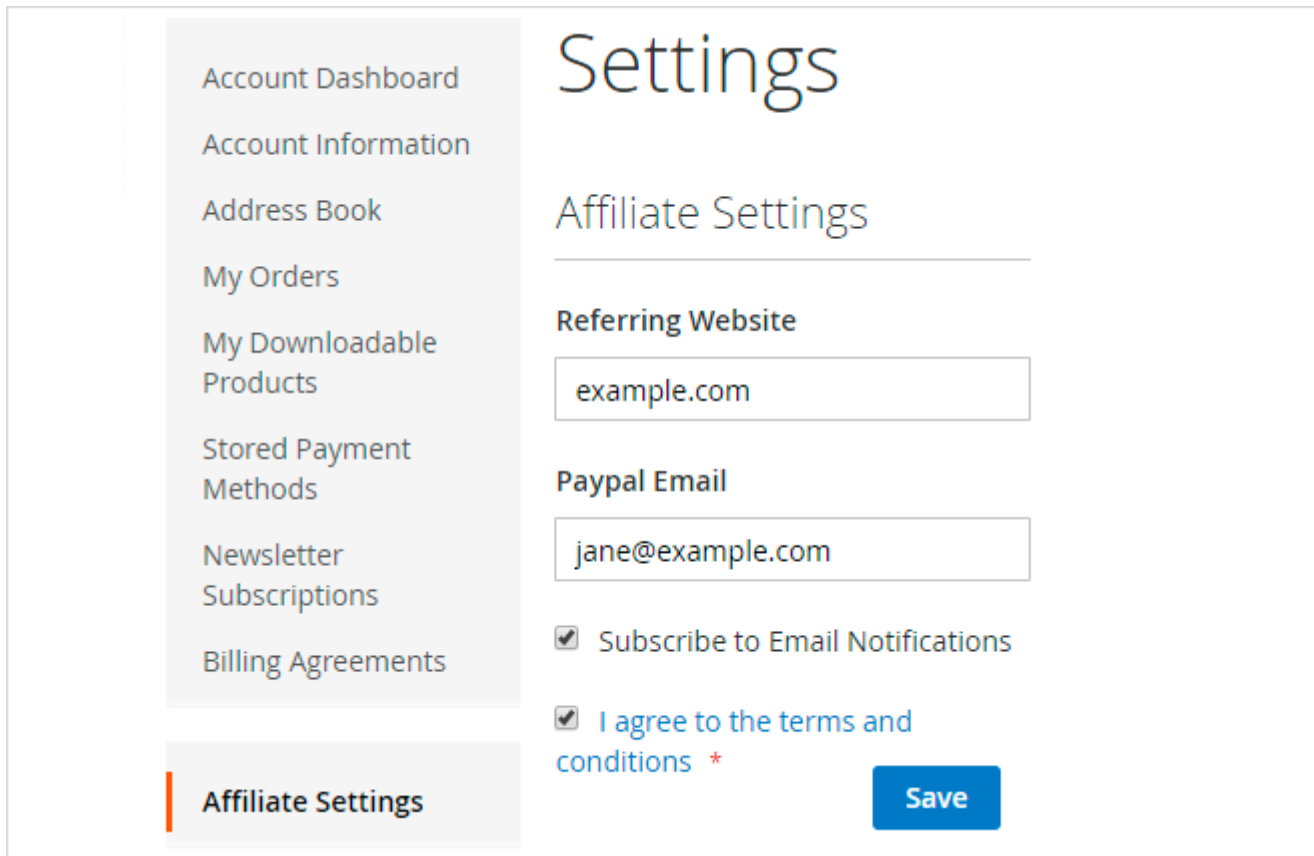 Account Dashboard
Account Information
Address Book
My Orders
My Downloadable
Products
Stored Payment
Methods
Newsletter
Subscriptions
Billing Agreements
Affiliate Settings
Settings
Affiliate Settings
Referring Website
example.com
Paypal Email
jane@example.com
Subscribe to Email Notifications
I agree to the terms and
conditions *
Save